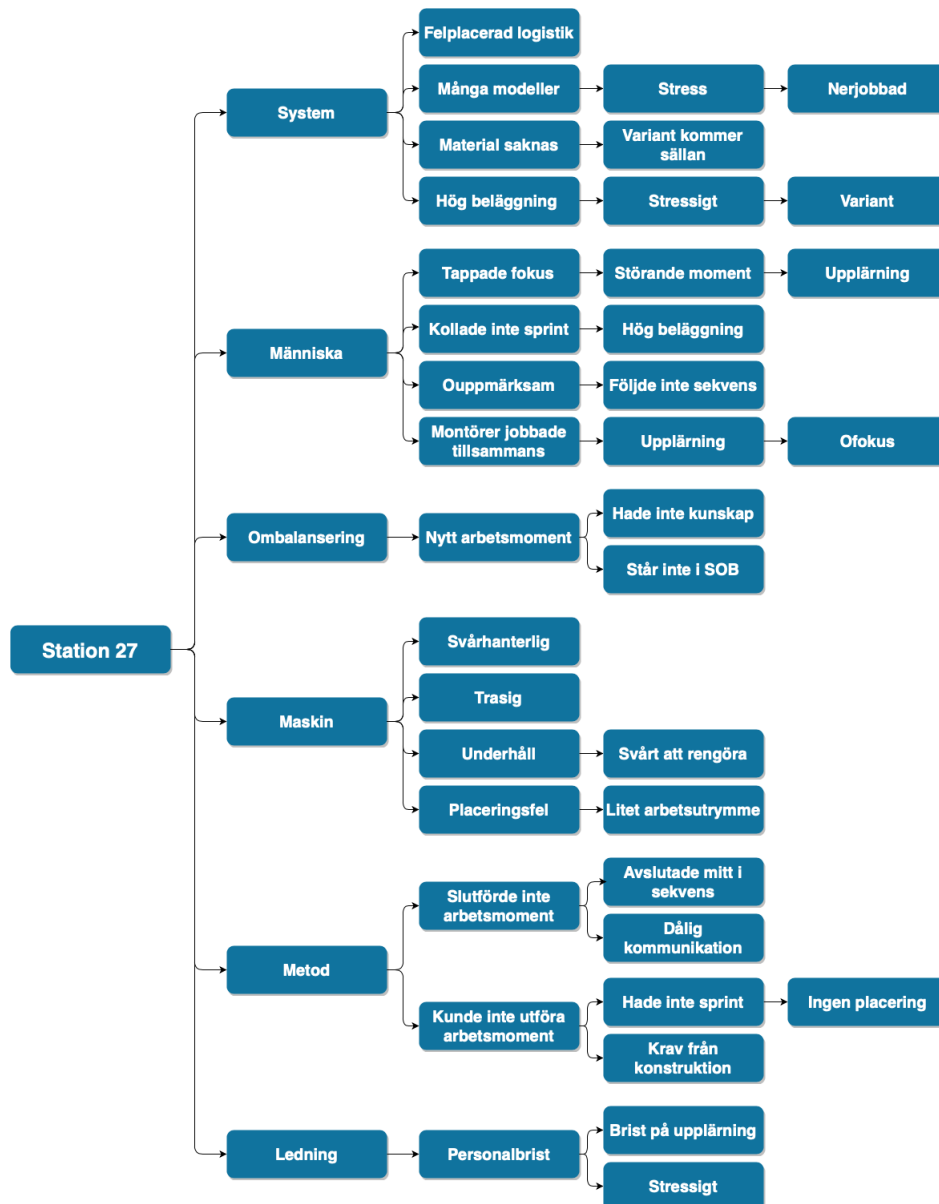 Felplacerad logistik
Många modeller
Stress
Nerjobbad
System
Material saknas
Variant kommer
sällan
Hög beläggning
Stressigt
Variant
Tappade fokus
Störande moment
Upplärning
Kollade inte sprint
Hög beläggning
Människa
Ouppmärksam
Följde inte sekvens
Montörer jobbade
tillsammans
Upplärning
Ofokus
Hade inte kunskap
Ombalansering
Nytt arbetsmoment
Står inte i SOB
Station 27
Svårhanterlig
Trasig
Maskin
Underhåll
Svårt att rengöra
Placeringsfel
Litet arbetsutrymme
Slutförde inte
arbetsmoment
Avslutade mitt i
sekvens
Dålig
kommunikation
Metod
Kunde inte utföra
arbetsmoment
Hade inte sprint
Ingen placering
Krav från
konstruktion
Brist på upplärning
Ledning
Personalbrist
Stressigt